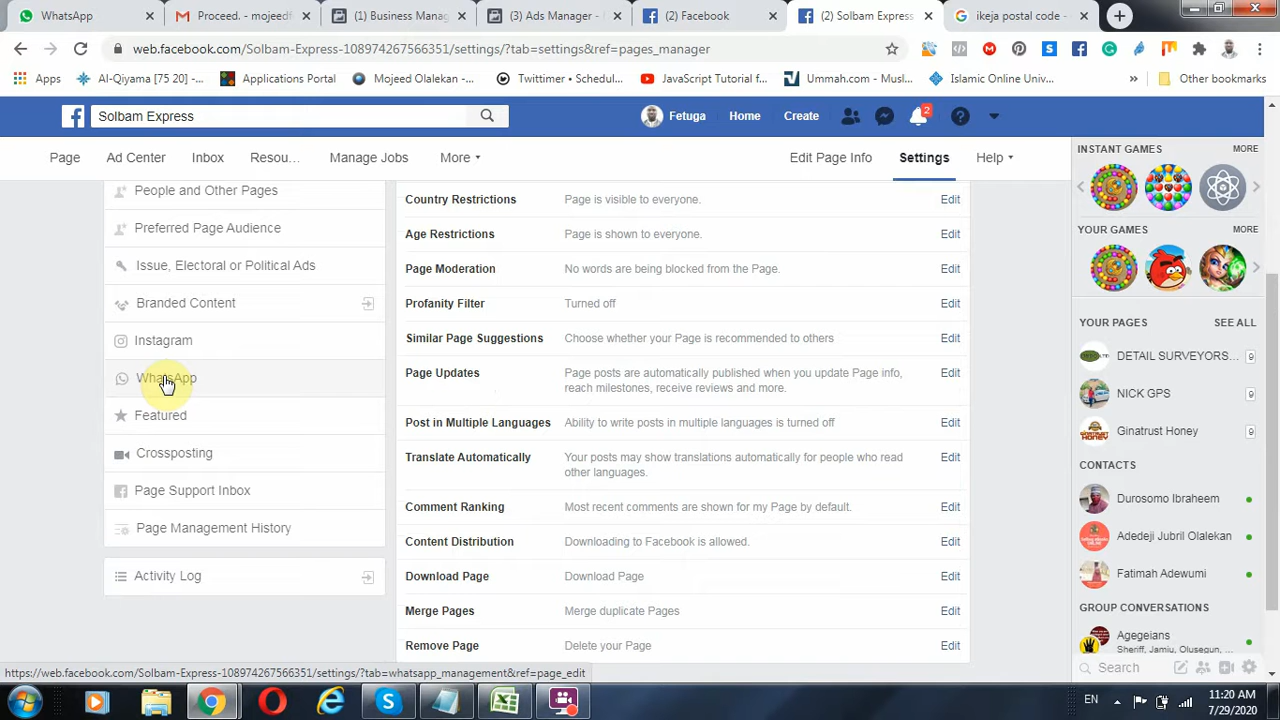 WhatsApp
Proceed. - mojeedf
(1) Business Manag
(3) Ads Manager -
(2) Facebook
(2) Solbam Express
ikeja postal code -
web.facebook.com/Solbam-Express-108974267566351/settings/?tab=settings&ref=pages_manager
Apps
Al-Qiyama [75 20] -...
Applications Portal
Mojeed Olalekan -...
Twittimer • Schedul...
JavaScript Tutorial f...
Ummah.com - Musl...
Islamic Online Univ...
Other bookmarks
Solbam Express
Fetuga
Home
Create
2
Page
Ad Center
Inbox
Resou...
Manage Jobs
More
Edit Page Info
Settings
Help
People and Other Pages
Preferred Page Audience
Issue, Electoral or Political Ads
Branded Content
Instagram
WhatsApp
Featured
Crossposting
Page Support Inbox
Page Management History
Activity Log
Country Restrictions Page is visible to everyone. Edit
Age Restrictions Page is shown to everyone. Edit
Page Moderation No words are being blocked from the Page. Edit
Profanity Filter Turned off Edit
Similar Page Suggestions Choose whether your Page is recommended to others Edit
Page Updates Page posts are automatically published when you update Page info, Edit
reach milestones, receive reviews and more.
Post in Multiple Languages Ability to write posts in multiple languages is turned off Edit
Translate Automatically Your posts may show translations automatically for people who read Edit
other languages.
Comment Ranking Most recent comments are shown for my Page by default. Edit
Content Distribution Downloading to Facebook is allowed. Edit
Download Page Download Page Edit
Merge Pages Merge duplicate Pages Edit
Remove Page Delete your Page Edit
INSTANT GAMES MORE
YOUR GAMES MORE
YOUR PAGES SEE ALL
DETAIL SURVEYORS... 9
NICK GPS 9
Ginatrust Honey 9
CONTACTS
Durosomo Ibraheem
Adedeji Jubril Olalekan
Fatimah Adewumi
GROUP CONVERSATIONS
Agegeians
Sheriff, Jamiu, Olusegun, ...
Search
https://web.facebook.com/Solbam-Express-108974267566351/settings/?tab=whatsapp_management&ref=page_edit
EN
11:20 AM
7/29/2020